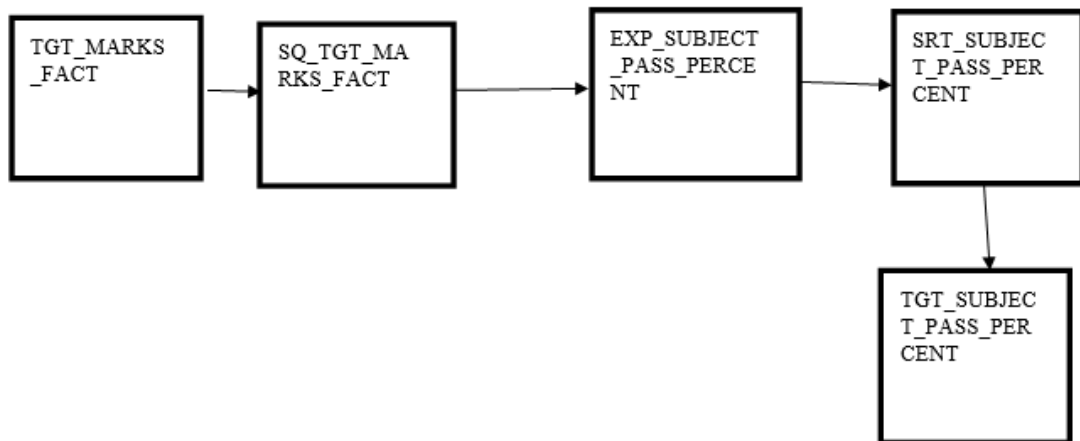 TGT_MARKS
_FACT
SQ_TGT_MA
RKS_FACT
EXP_SUBJECT
_PASS_PERCE
NT
SRT_SUBJEC
T_PASS_PER
CENT
TGT_SUBJEC
T_PASS_PER
CENT